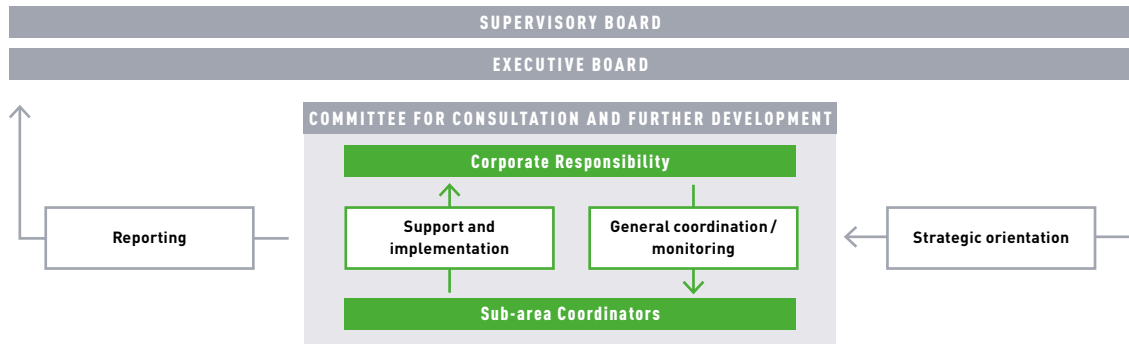 SUPERVISORY BOARD
EXECUTIVE BOARD
COMMITTEE FOR CONSULTATION AND FURTHER DEVELOPMENT
Corporate Responsibility
Reporting
Support and
implementation
General coordination /
monitoring
Strategic orientation
Sub-area Coordinators